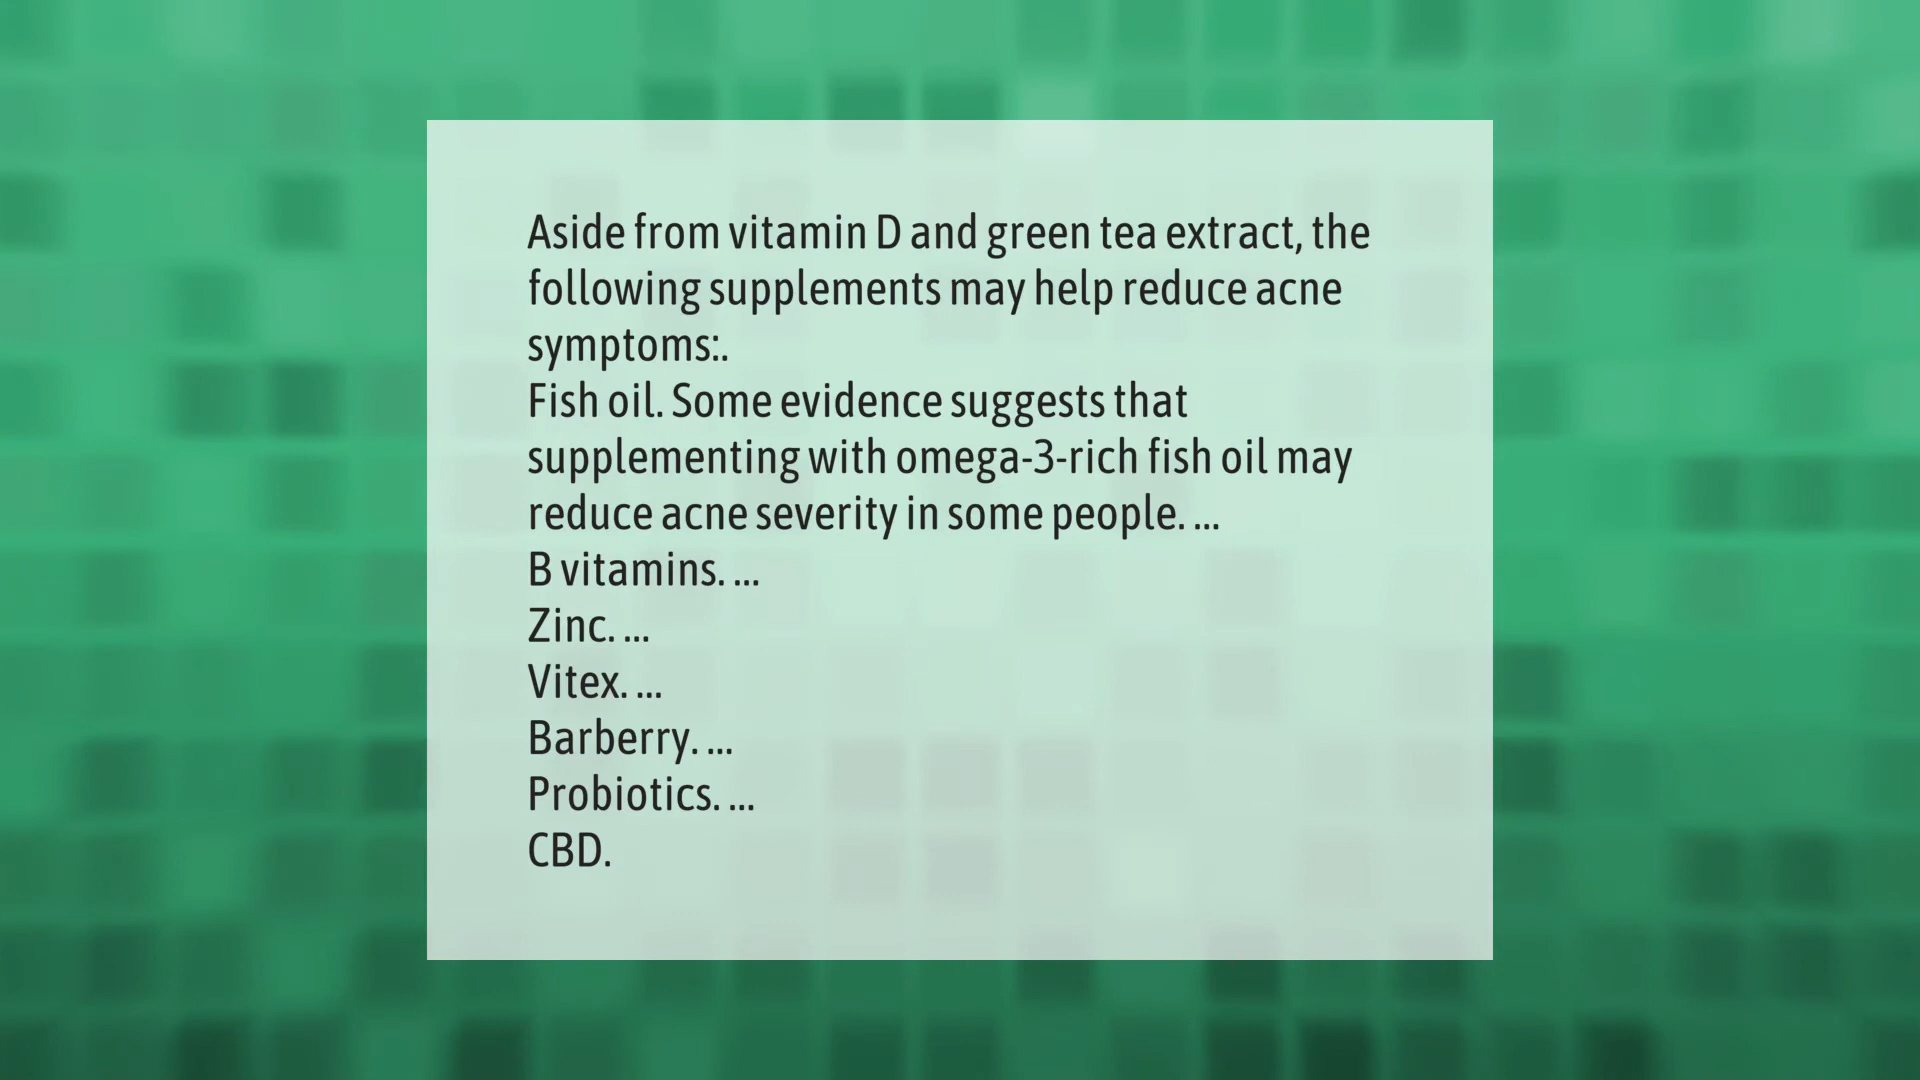 Aside from vitamin D and green tea extract, the
following supplements may help reduce acne
symptoms:.
Fish oil. Some evidence suggests that
supplementing with omega-3-rich fish oil may
reduce acne severity in some people. ...
B vitamins. ...
Zinc. ...
Vitex. ...
Barberry. ...
Probiotics. ...
CBD.